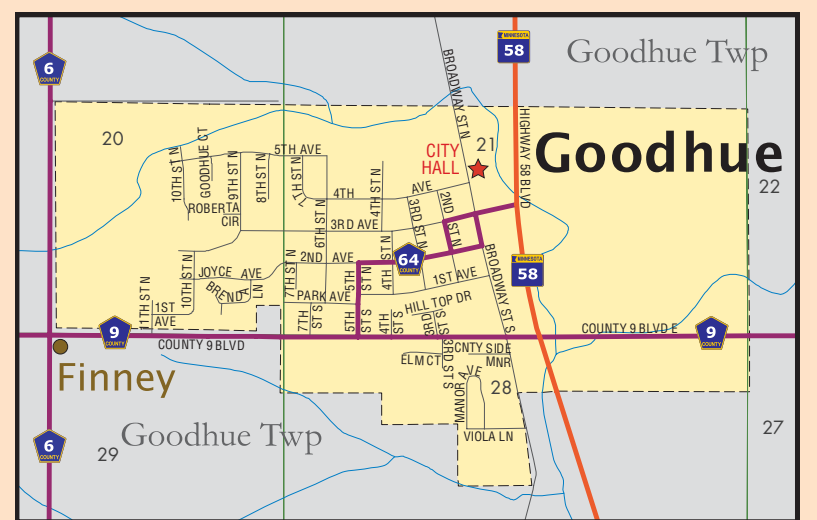 MINNESOTA
58
Goodhue Twp
6
COUNTY
BROADWAY ST N
HIGHWAY 58 BLVD
20
GOODHUE CT
5TH AVE
CITY
HALL
21
Goodhue
22
10TH ST N
9TH ST N
8TH ST N
7TH ST N
4TH
AVE
4TH ST N
ROBERTA
CIR
6TH ST N
3RD AVE
3RD ST N
2ND
ST N
2ND AVE
64
COUNTY
MINNESOTA
58
JOYCE AVE
BRENDA
LN
10TH ST N
11TH ST N
7TH ST N
5TH
ST N
4TH
ST N
1ST AVE
BROADWAY ST S
PARK AVE
1ST
AVE
7TH
ST S
5TH
ST S
4TH
ST S
HILL TOP DR
3RD
ST S
9
COUNTY
COUNTY 9 BLVD
COUNTY 9 BLVD E
9
COUNTY
3RD ST S
CNTY SIDE
MNR
ELM CT
Finney
MANOR AVE
28
6
COUNTY
Goodhue Twp
29
VIOLA LN
27